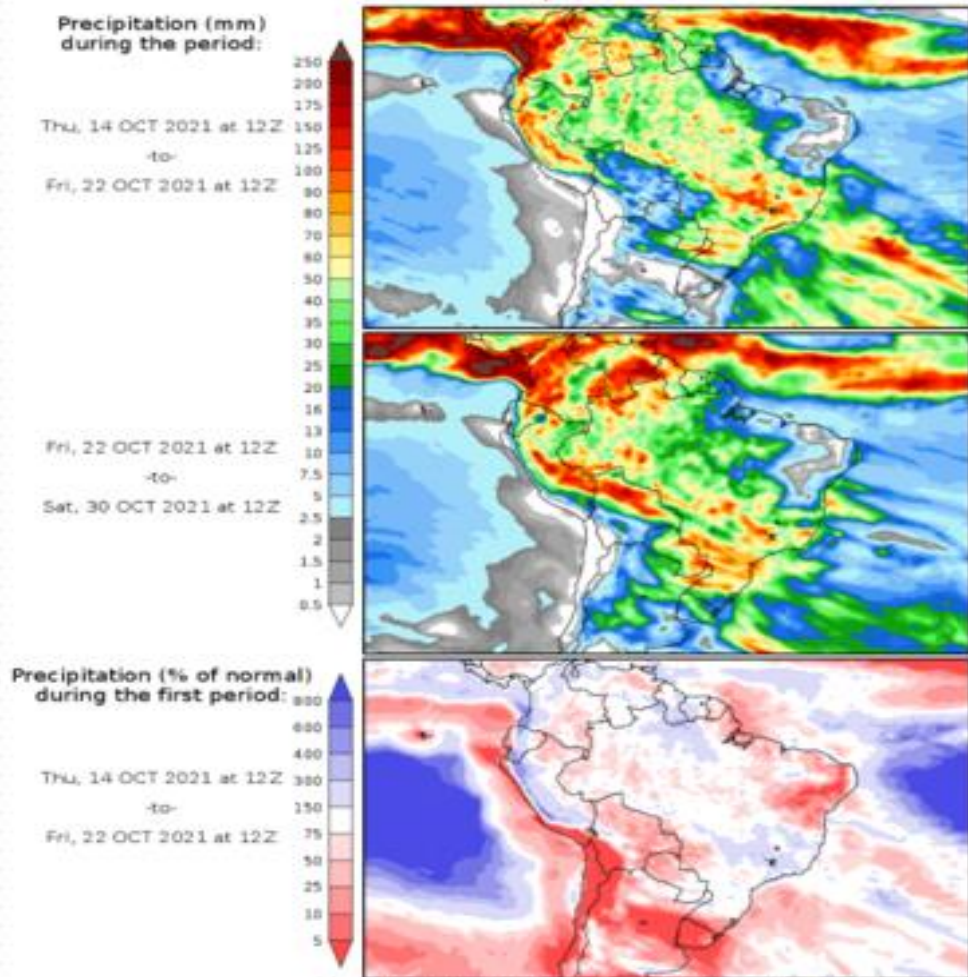 Precipitation (mm)
during the period:
250
200
175
150
125
100
90
80
70
60
50
40
35
30
25
20
16
13
10
7.5
5
2.5
2
1.5
1
0.5
Thu, 14 OCT 2021 at 12Z
-to-
Fri, 22 OCT 2021 at 12Z
Fri, 22 OCT 2021 at 12Z
-to-
Sat, 30 OCT 2021 at 12Z
Precipitation (% of normal)
during the first period:
800
600
400
300
150
75
50
25
10
5
Thu, 14 OCT 2021 at 12Z
-to-
Fri, 22 OCT 2021 at 12Z